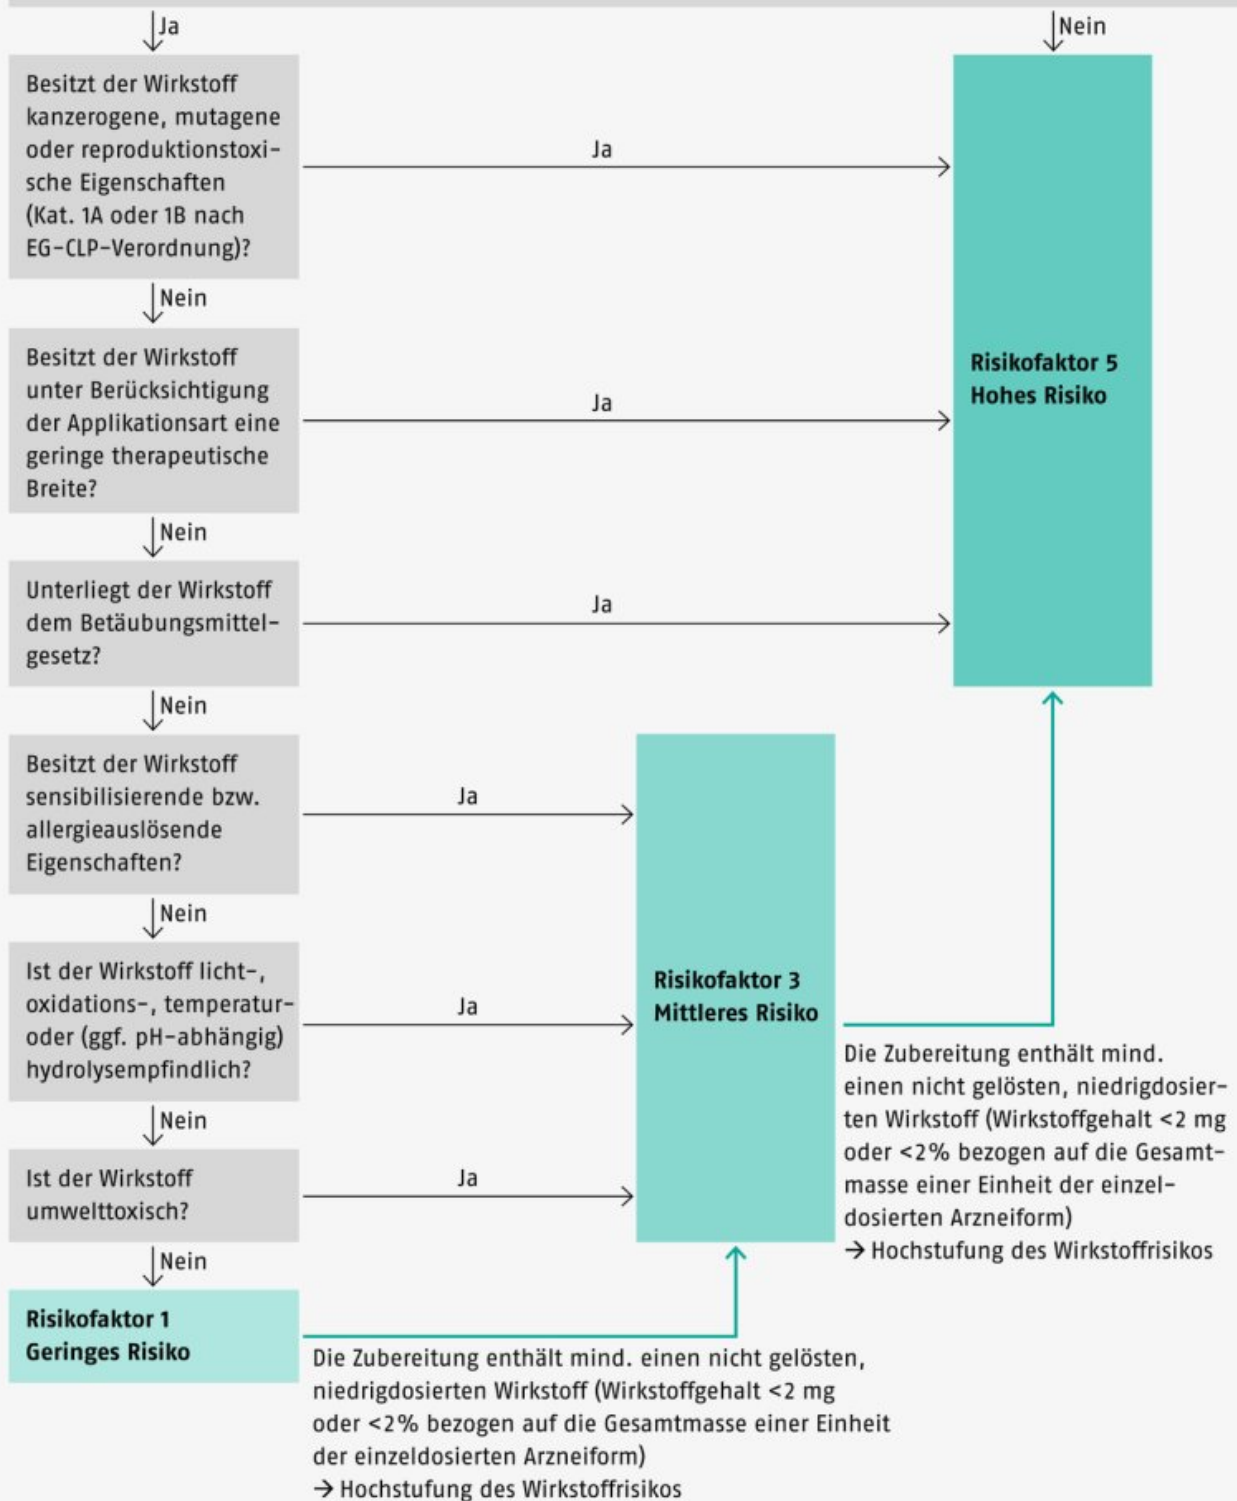 Ja
Nein
Besitzt der Wirkstoff
kanzerogene, mutagene
oder reproduktionstoxi-
sche Eigenschaften
(Kat. 1A oder 1B nach
EG-CLP-Verordnung)?
Ja
Nein
Besitzt der Wirkstoff
unter Berücksichtigung
der Applikationsart eine
geringe therapeutische
Breite?
Ja
Risikofaktor 5
Hohes Risiko
Nein
Unterliegt der Wirkstoff
dem Betäubungsmittel-
gesetz?
Ja
Nein
Besitzt der Wirkstoff
sensibilisierende bzw.
allergieauslösende
Eigenschaften?
Ja
Nein
Ist der Wirkstoff licht-,
oxidations-, temperatur-
oder (ggf. pH-abhängig)
hydrolysempfindlich?
Ja
Risikofaktor 3
Mittleres Risiko
Die Zubereitung enthält mind.
einen nicht gelösten, niedrigdosier-
ten Wirkstoff (Wirkstoffgehalt <2 mg
oder <2% bezogen auf die Gesamt-
masse einer Einheit der einzel-
dosierten Arzneiform)
→ Hochstufung des Wirkstoffrisikos
Nein
Ist der Wirkstoff
umwelttoxisch?
Ja
Nein
Risikofaktor 1
Geringes Risiko
Die Zubereitung enthält mind. einen nicht gelösten,
niedrigdosierten Wirkstoff (Wirkstoffgehalt <2 mg
oder <2% bezogen auf die Gesamtmasse einer Einheit
der einzeldosierten Arzneiform)
→ Hochstufung des Wirkstoffrisikos